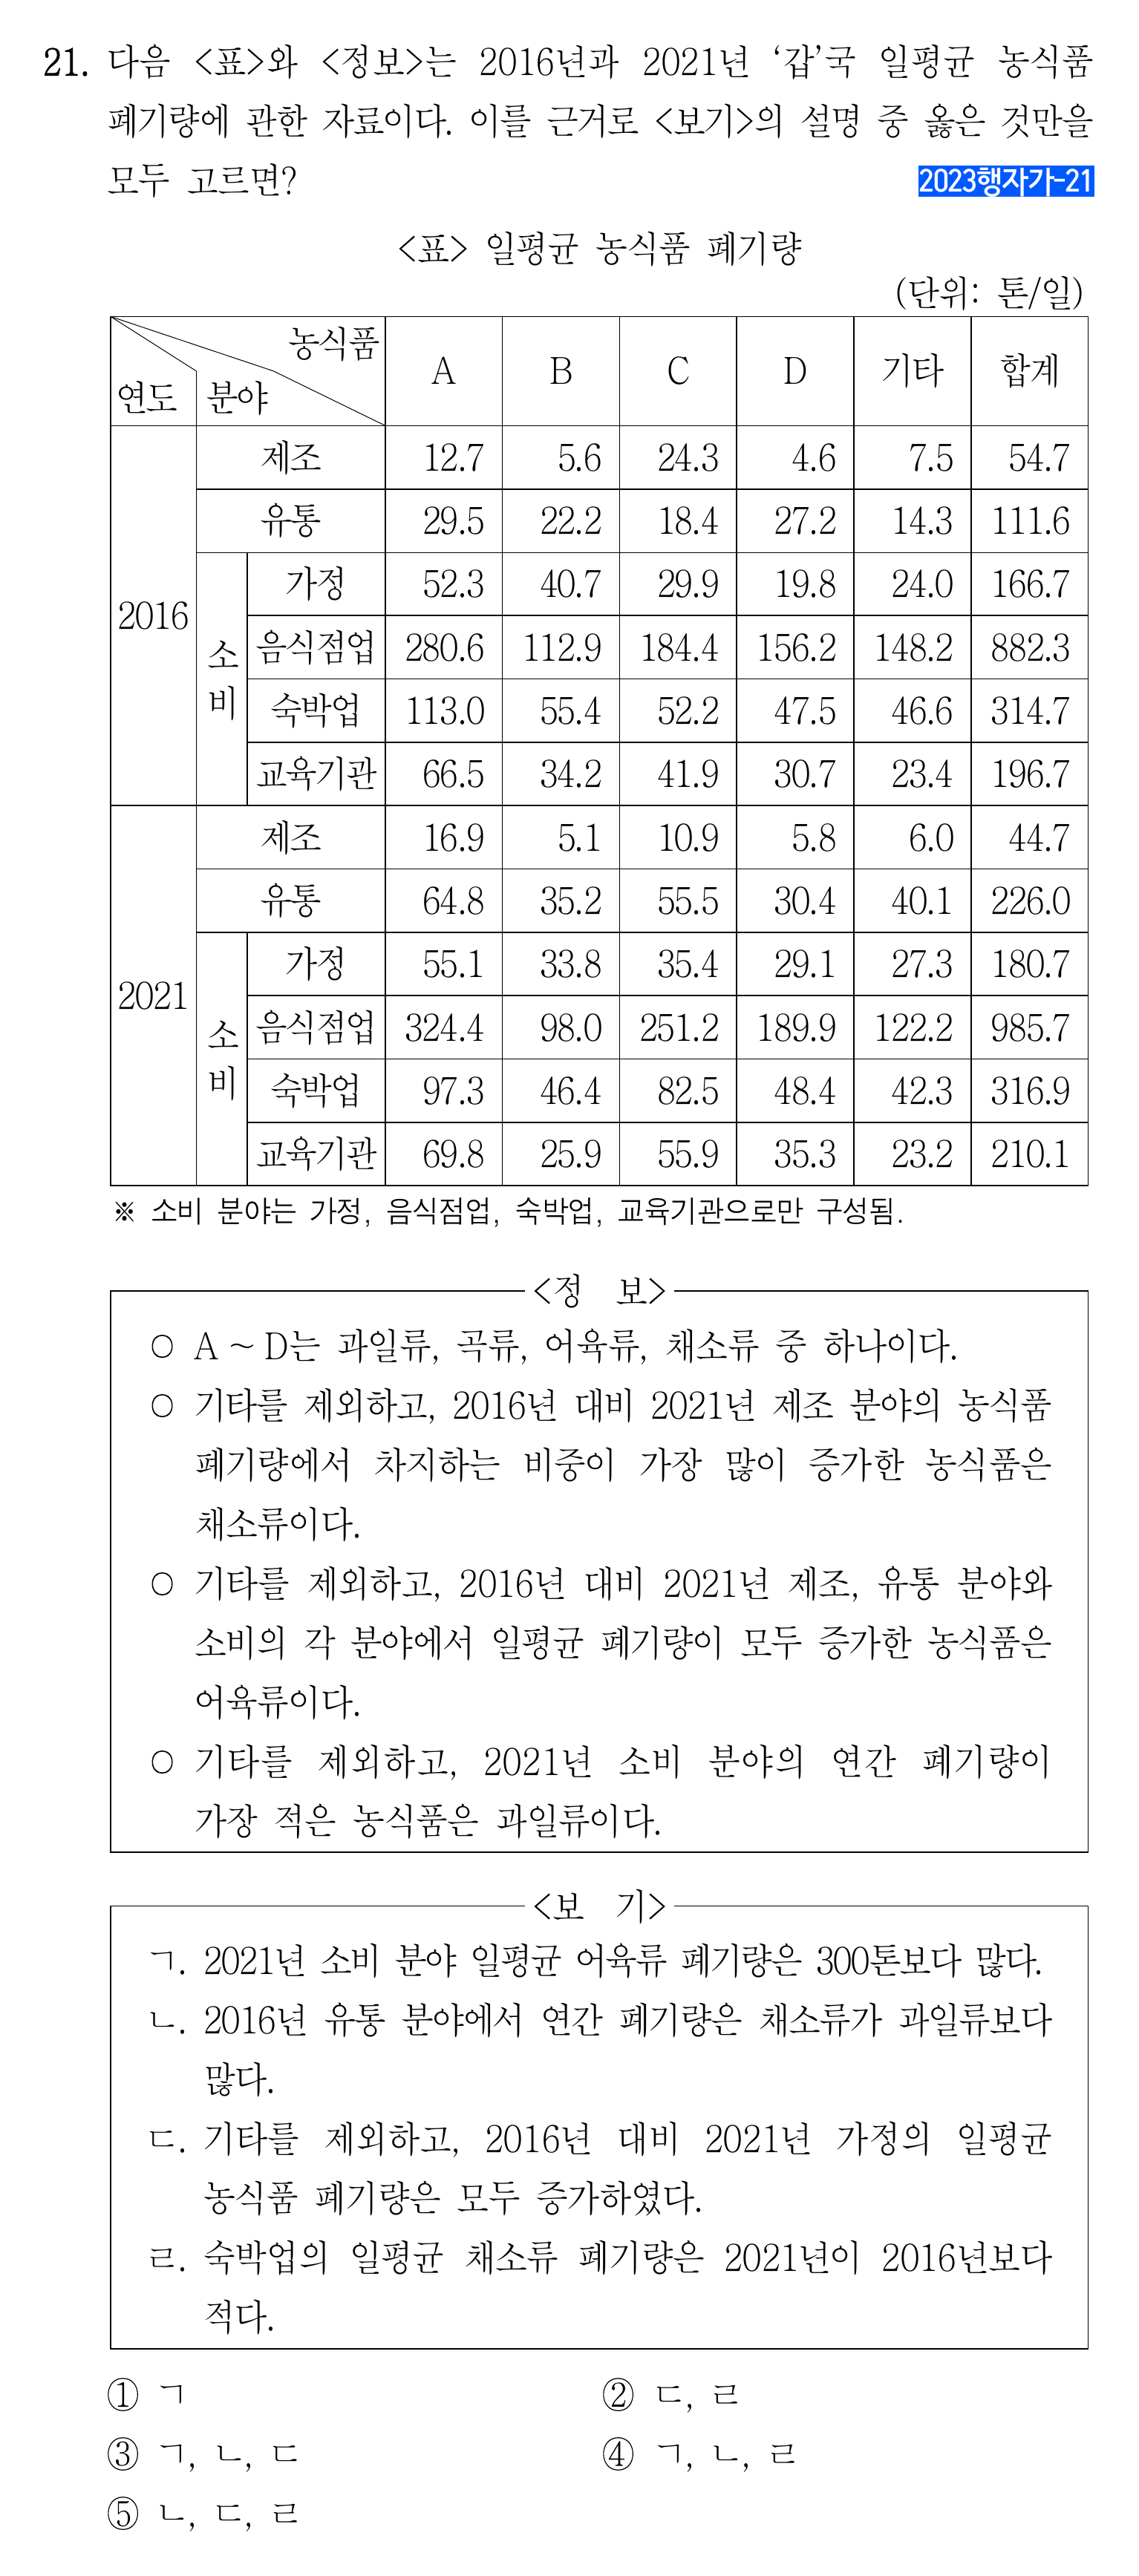 21. 다음 <표>와 <정보>는 2016년과 2021년 ‘갑’국 일평균 농식품
폐기량에 관한 자료이다. 이를 근거로 <보기>의 설명 중 옳은 것만을
모두 고르면?
2023행자가-21
<표> 일평균 농식품 폐기량
(단위: 톤/일)
연도 분야 농식품 A B C D 기타 합계
2016 제조 12.7 5.6 24.3 4.6 7.5 54.7
유통 29.5 22.2 18.4 27.2 14.3 111.6
소비 가정 52.3 40.7 29.9 19.8 24.0 166.7
음식점업 280.6 112.9 184.4 156.2 148.2 882.3
숙박업 113.0 55.4 52.2 47.5 46.6 314.7
교육기관 66.5 34.2 41.9 30.7 23.4 196.7
2021 제조 16.9 5.1 10.9 5.8 6.0 44.7
유통 64.8 35.2 55.5 30.4 40.1 226.0
소비 가정 55.1 33.8 35.4 29.1 27.3 180.7
음식점업 324.4 98.0 251.2 189.9 122.2 985.7
숙박업 97.3 46.4 82.5 48.4 42.3 316.9
교육기관 69.8 25.9 55.9 35.3 23.2 210.1
※ 소비 분야는 가정, 음식점업, 숙박업, 교육기관으로만 구성됨.
<정 보>
○ A ~ D는 과일류, 곡류, 어육류, 채소류 중 하나이다.
○ 기타를 제외하고, 2016년 대비 2021년 제조 분야의 농식품
폐기량에서 차지하는 비중이 가장 많이 증가한 농식품은
채소류이다.
○ 기타를 제외하고, 2016년 대비 2021년 제조, 유통 분야와
소비의 각 분야에서 일평균 폐기량이 모두 증가한 농식품은
어육류이다.
○ 기타를 제외하고, 2021년 소비 분야의 연간 폐기량이
가장 적은 농식품은 과일류이다.
<보 기>
ㄱ. 2021년 소비 분야 일평균 어육류 폐기량은 300톤보다 많다.
ㄴ. 2016년 유통 분야에서 연간 폐기량은 채소류가 과일류보다
많다.
ㄷ. 기타를 제외하고, 2016년 대비 2021년 가정의 일평균
농식품 폐기량은 모두 증가하였다.
ㄹ. 숙박업의 일평균 채소류 폐기량은 2021년이 2016년보다
적다.
① ㄱ ② ㄷ, ㄹ
③ ㄱ, ㄴ, ㄷ ④ ㄱ, ㄴ, ㄹ
⑤ ㄴ, ㄷ, ㄹ